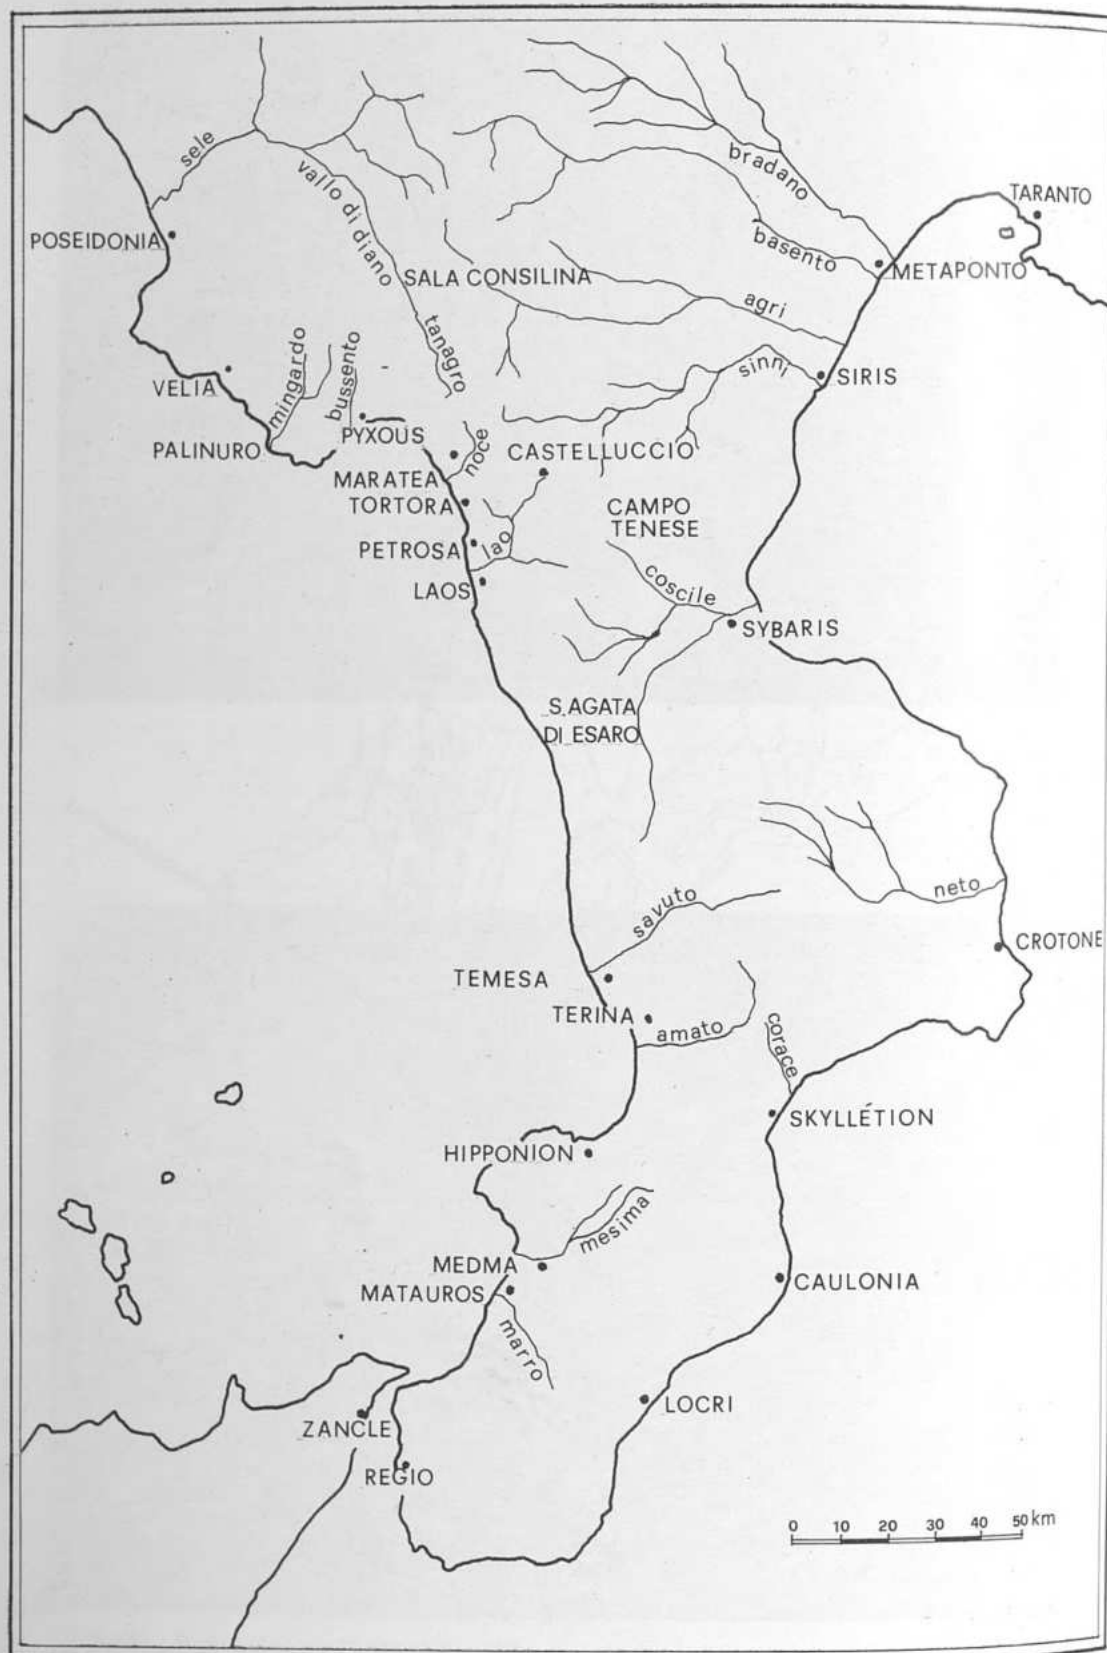 sele
vallo di diano
bradano
TARANTO
POSEIDONIA
basento
METAPONTO
SALA CONSILINA
agri
tanagro
mingardo
bussento
sinni
SIRIS
VELIA
PALINURO
PYXOUS
noce
CASTELLUCCIO
MARATEA
TORTORA
CAMPO
TENESE
PETROSA
lao
LAOS
coscile
SYBARIS
S.AGATA
DI ESARO
neto
savuto
CROTONE
TEMESA
TERINA
amato
corace
SKYLLÉTION
HIPPONION
mesima
MEDMA
MATAUROS
CAULONIA
marro
LOCRI
ZANCLE
REGIO
0 10 20 30 40 50 km